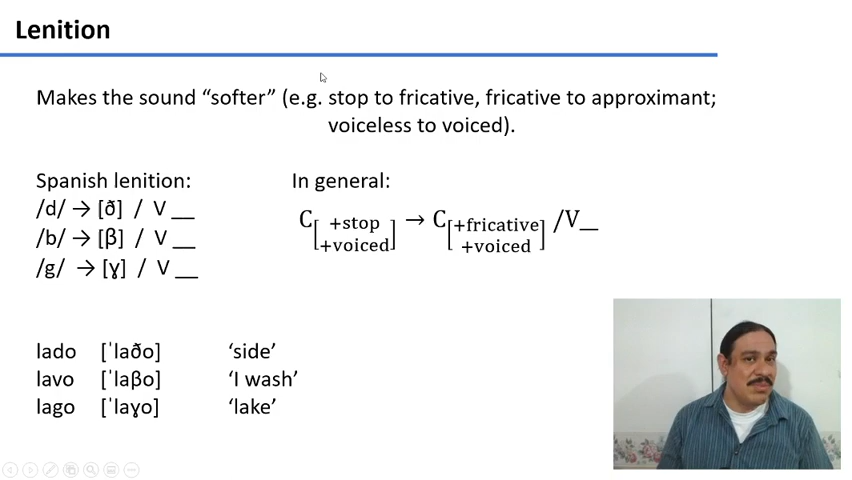 Lenition
Makes the sound “softer” (e.g. stop to fricative, fricative to approximant;
voiceless to voiced).
Spanish lenition:
/d/ → [ð] / V __
/b/ → [β] / V __
/g/ → [ɣ] / V __
In general:
C[+stop +voiced] → C[+fricative +voiced] /V__
lado [ˈlaðo] ‘side’
lavo [ˈlaβo] ‘I wash’
lago [ˈlaɣo] ‘lake’